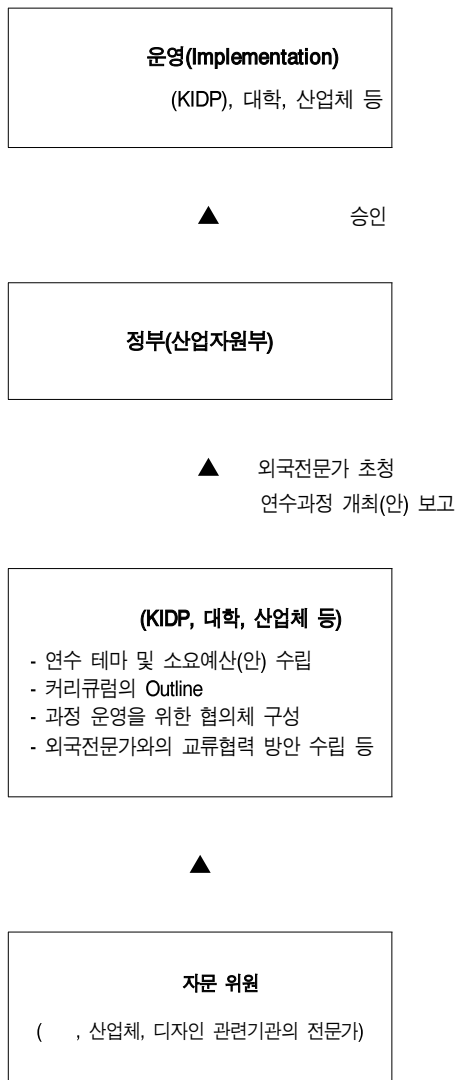 운영(Implementation)
(KIDP), 대학, 산업체 등
▲ 승인
정부(산업자원부)
▲ 외국전문가 초청
연수과정 개최(안) 보고
(KIDP, 대학, 산업체 등)
- 연수 테마 및 소요예산(안) 수립
- 커리큐럼의 Outline
- 과정 운영을 위한 협의체 구성
- 외국전문가와의 교류협력 방안 수립 등
▲
자문 위원
( , 산업체, 디자인 관련기관의 전문가)